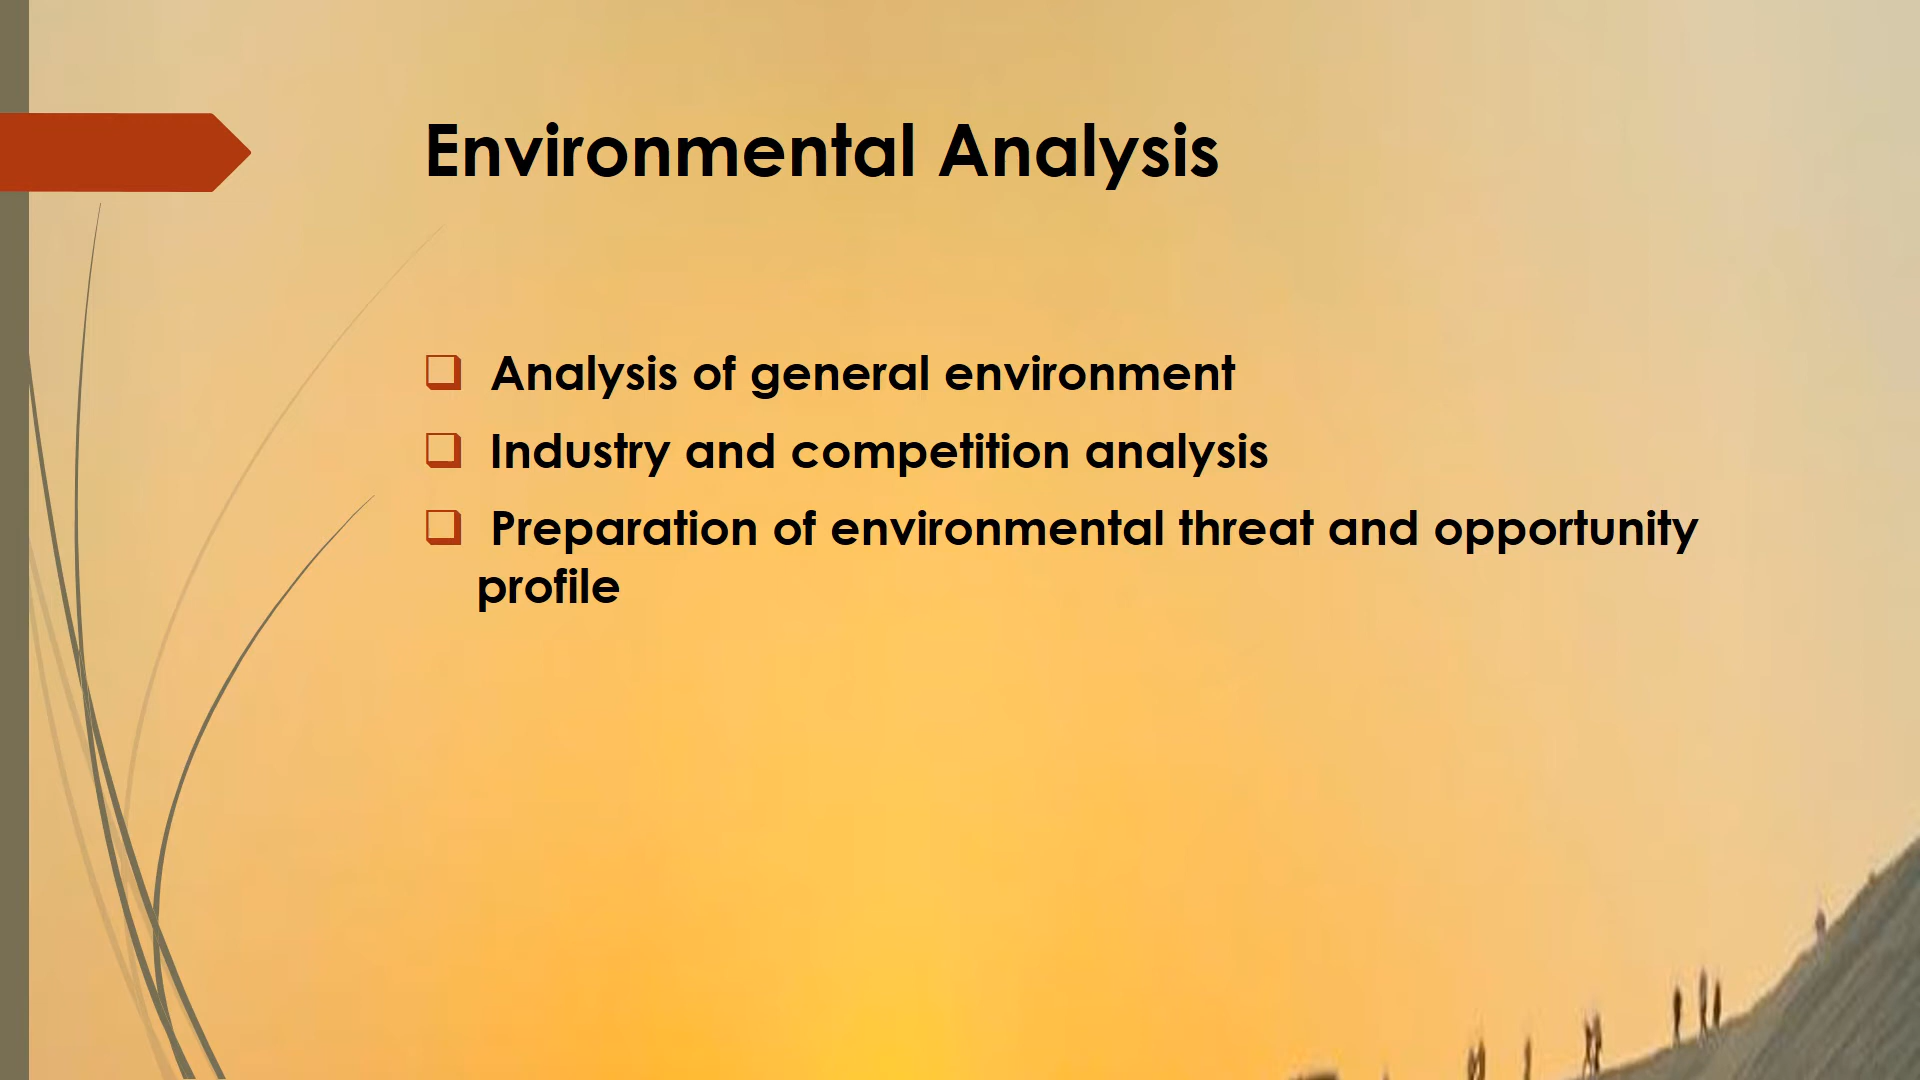 Environmental Analysis
Analysis of general environment
Industry and competition analysis
Preparation of environmental threat and opportunity
profile